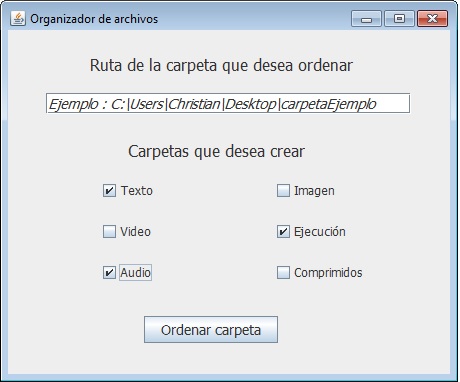 Organizador de archivos
Ruta de la carpeta que desea ordenar
Ejemplo : C:\Users\Christian\Desktop\carpetaEjemplo
Carpetas que desea crear
Texto Imagen
Video Ejecución
Audio Comprimidos
Ordenar carpeta